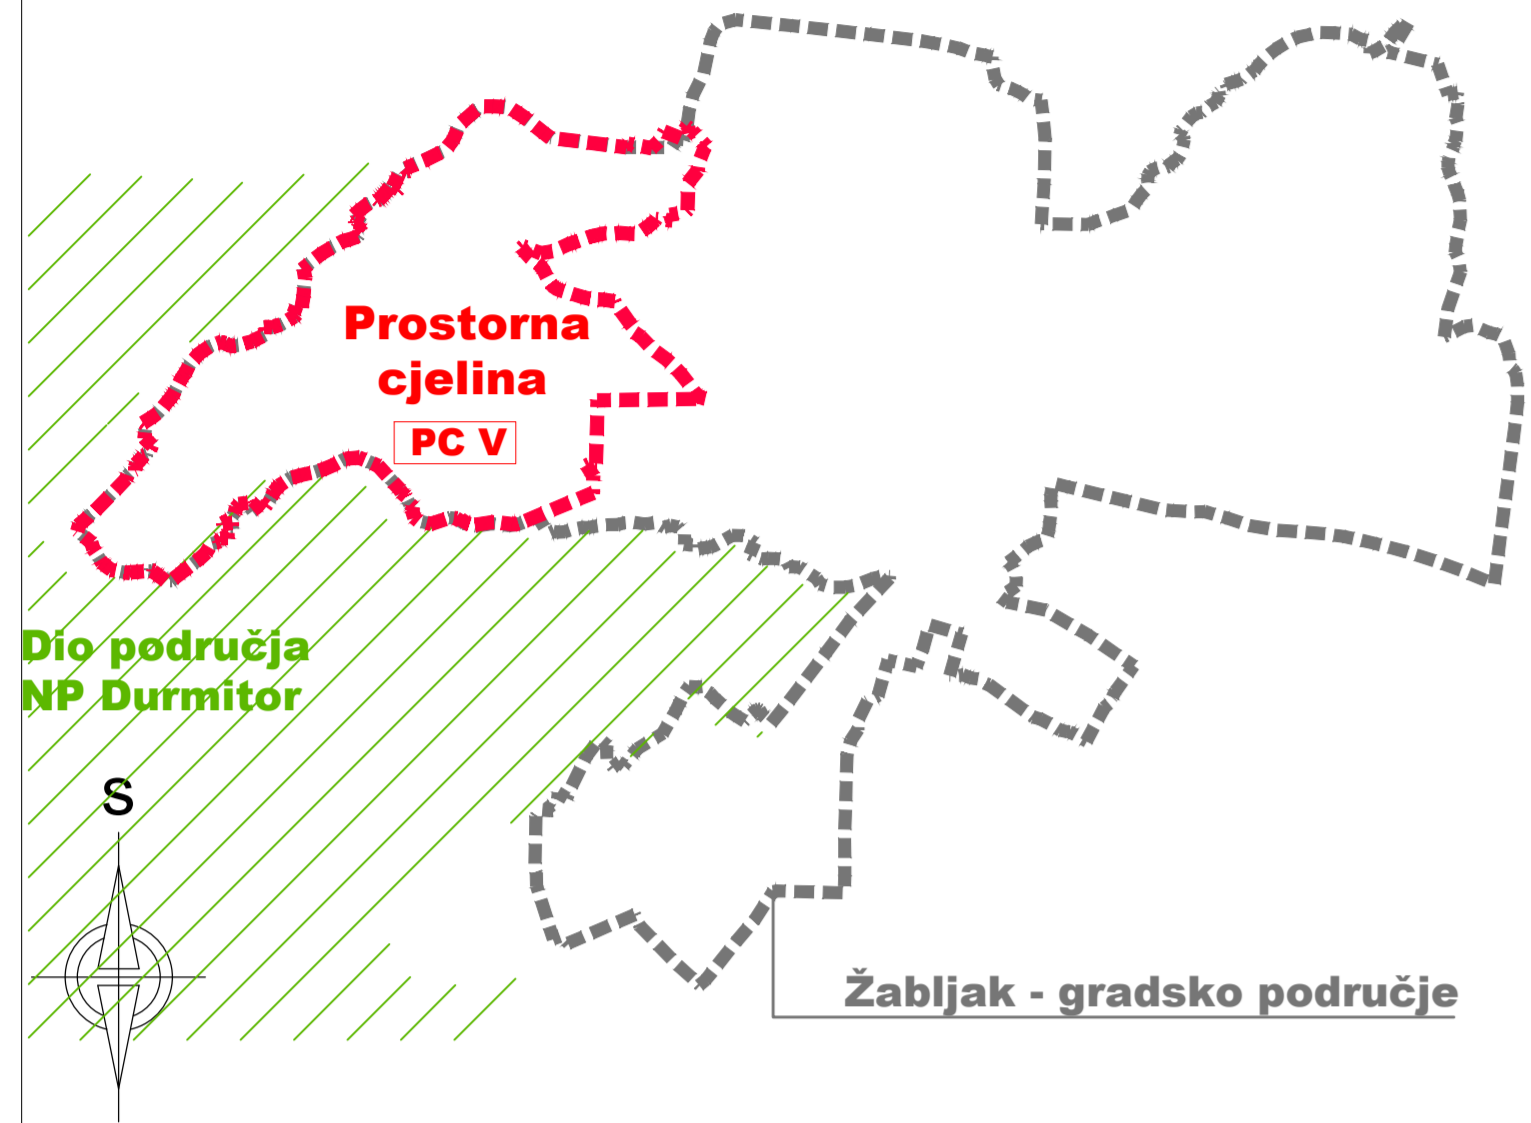 Prostorna
cjelina
PC V
Dio područja
NP Durmitor
S
Žabljak - gradsko područje